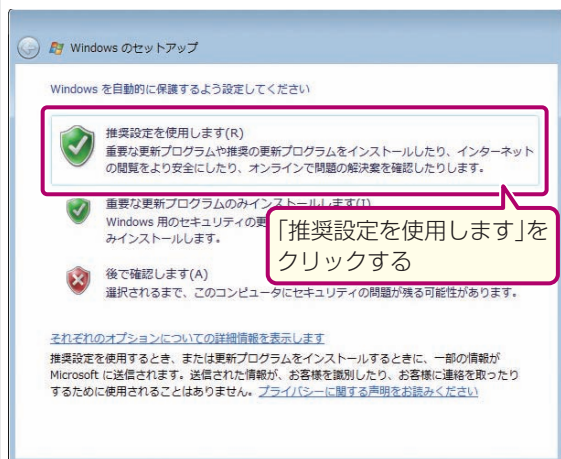 Windows のセットアップ
Windows を自動的に保護するよう設定してください
推奨設定を使用します(R)
重要な更新プログラムや推奨の更新プログラムをインストールしたり、インターネット
の閲覧をより安全にしたり、オンラインで問題の解決案を確認したりします。
重要な更新プログラムのみインストールします(I)
Windows 用のセキュリティの更
みインストールします。
「推奨設定を使用します」を
クリックする
後で確認します(A)
選択されるまで、このコンピュータにセキュリティの問題が残る可能性があります。
それぞれのオプションについての詳細情報を表示します
推奨設定を使用するとき、または更新プログラムをインストールするときに、一部の情報が
Microsoft に送信されます。送信された情報が、お客様を識別したり、お客様に連絡を取ったり
するために使用されることはありません。プライバシーに関する声明をお読みください